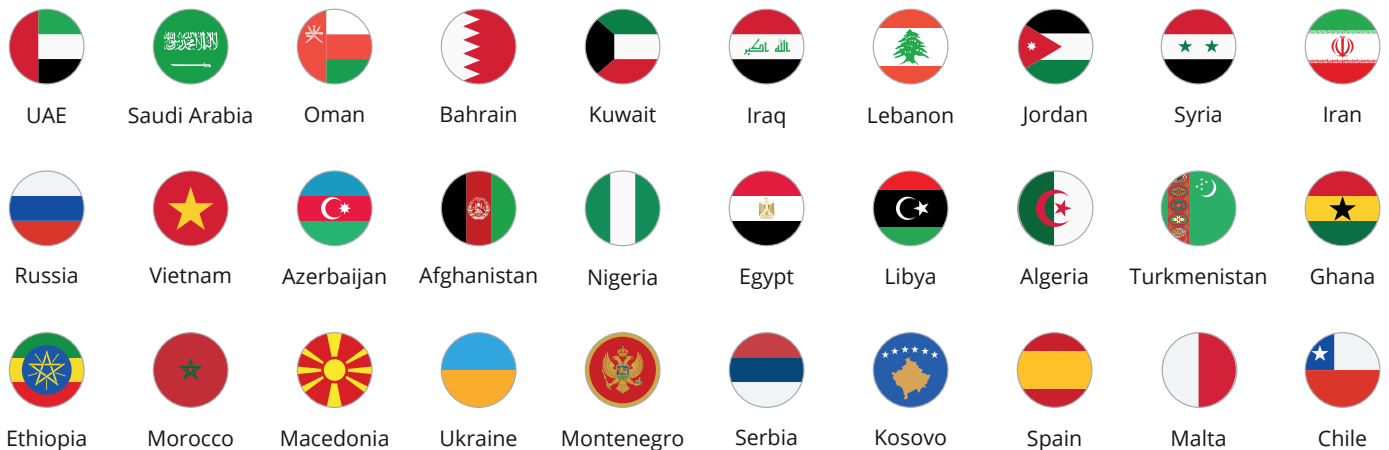 UAE
Saudi Arabia
Oman
Bahrain
Kuwait
Iraq
Lebanon
Jordan
Syria
Iran
Russia
Vietnam
Azerbaijan
Afghanistan
Nigeria
Egypt
Libya
Algeria
Turkmenistan
Ghana
Ethiopia
Morocco
Macedonia
Ukraine
Montenegro
Serbia
Kosovo
Spain
Malta
Chile